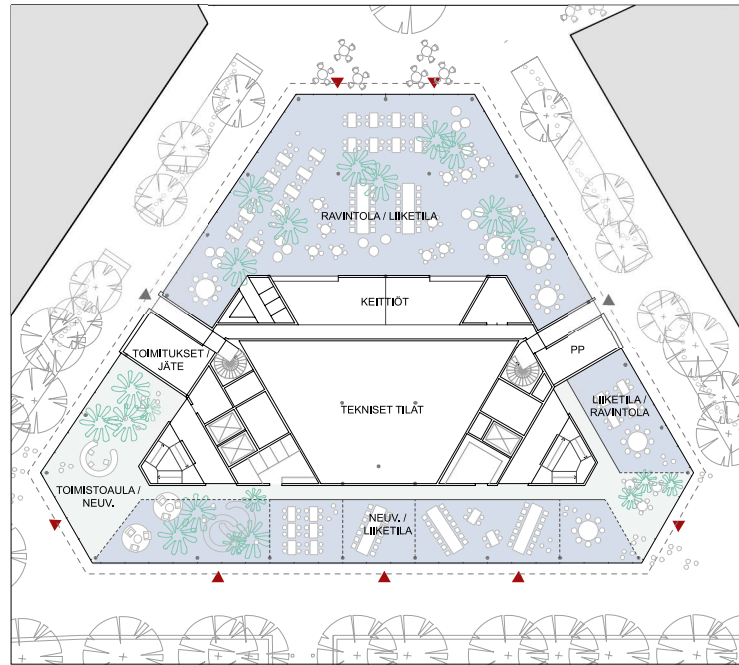 RAVINTOLA / LIIKETILA
KEITTIÖT
TOIMITUKSET /
JÄTE
PP
LIIKETILA /
RAVINTOLA
TEKNISET TILAT
TOIMISTOAULA /
NEUV.
NEUV. /
LIIKETILA